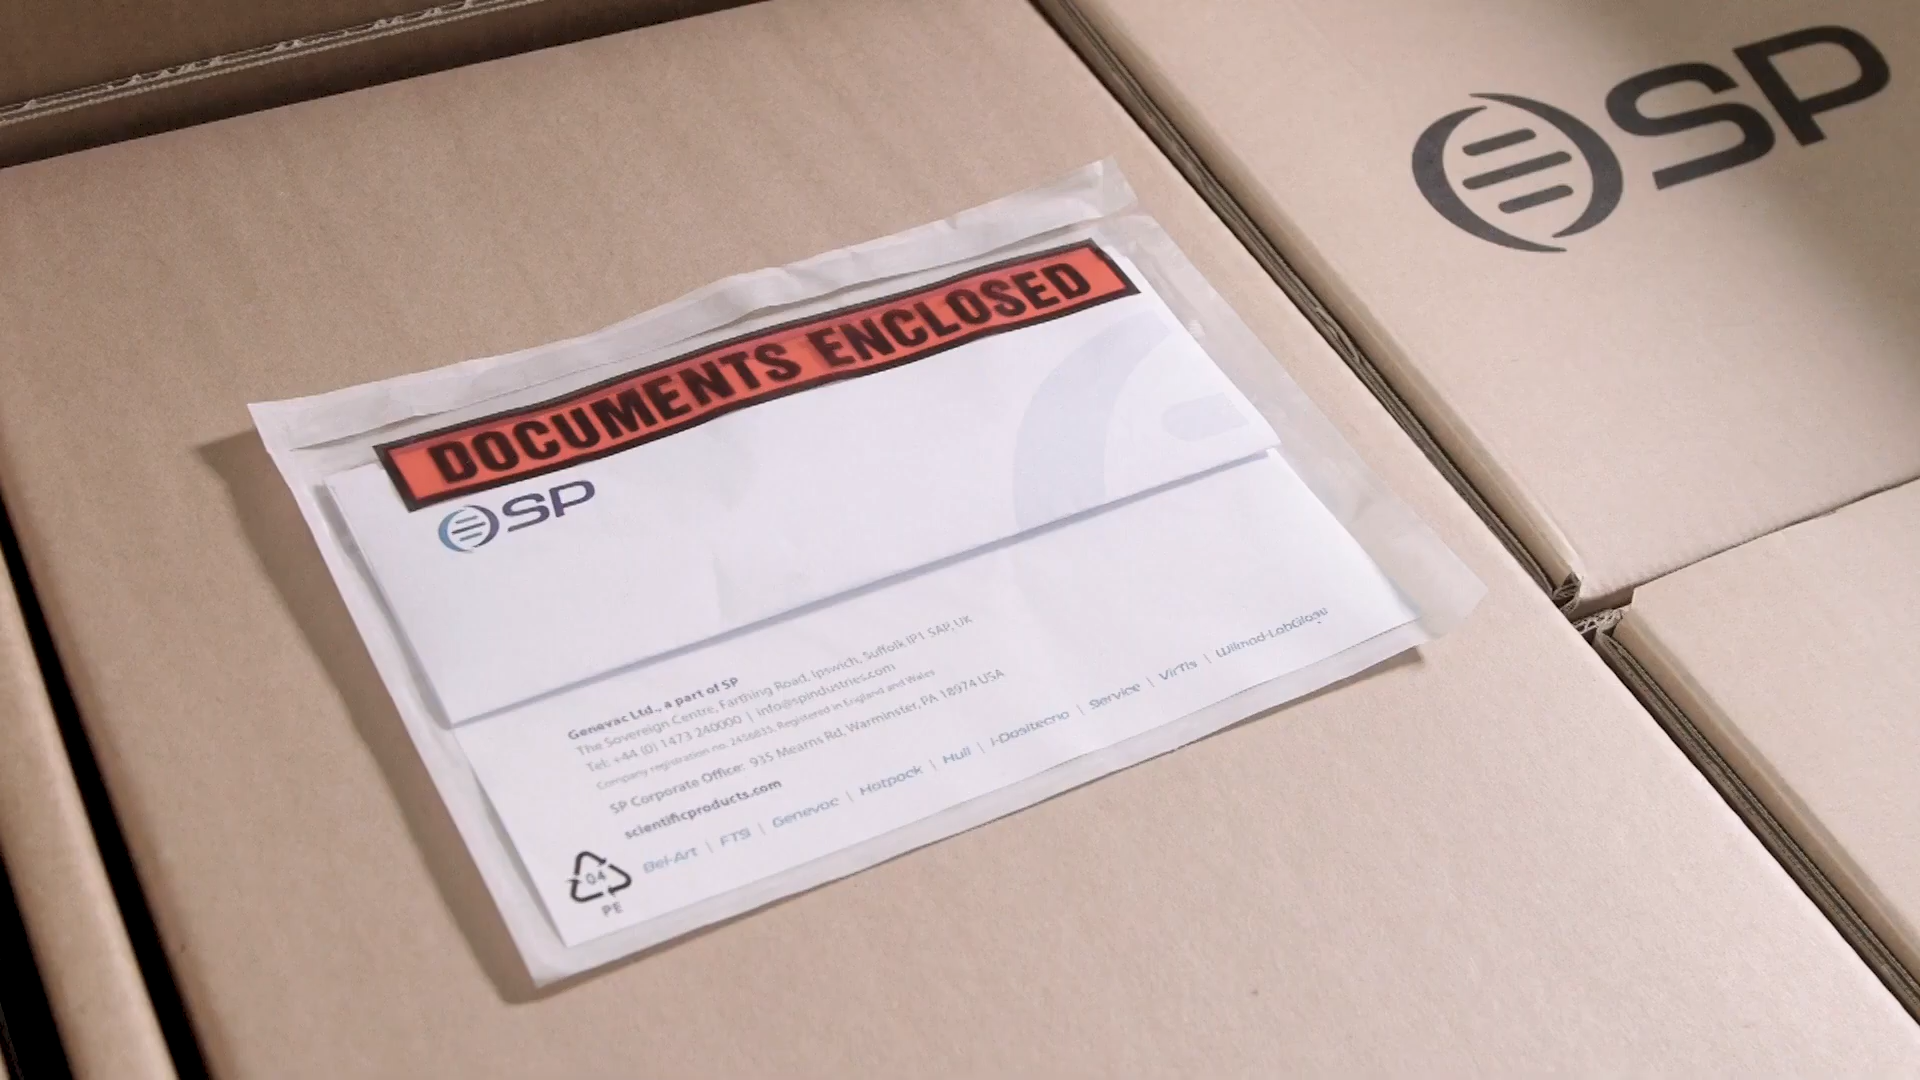 SP
DOCUMENTS ENCLOSED
SP
Genevac Ltd., a part of SP
The Sovereign Centre, Farthing Road, Ipswich, Suffolk IP1 5AP, UK
Tel: +44 (0) 1473 240000 | info@spindustries.com
Company registration no. 2456835. Registered in England and Wales
SP Corporate Office: 935 Mearns Rd, Warminster, PA 18974 USA
scientificproducts.com
Bel-Art | FTS | Genevac | Hotpack | Hull | i-Dositecno | Service | VirTis | Wilmad-LabGlass
04
PE